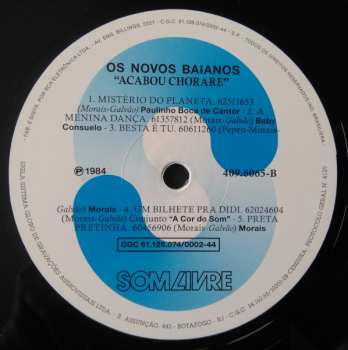 OS NOVOS BAIANOS
"ACABOU CHORARE"
1. MISTÉRIO DO PLANETA. 62511653
(Morais-Galvão) Paulinho Boca de Cantor - 2. A
MENINA DANÇA. 61357812 (Morais-Galvão) Baby
Consuelo - 3. BESTA É TU. 60611260 (Pepeu-Morais-
℗ 1984
409.6065-B
Galvão) Morais - 4. UM BILHETE PRA DIDI. 62024604
(Morais-Galvão) Conjunto "A Cor do Som" - 5. PRETA
PRETINHA. 60456906 (Morais-Galvão) Morais
CGC 61.128.074/0002-44
SOM LIVRE